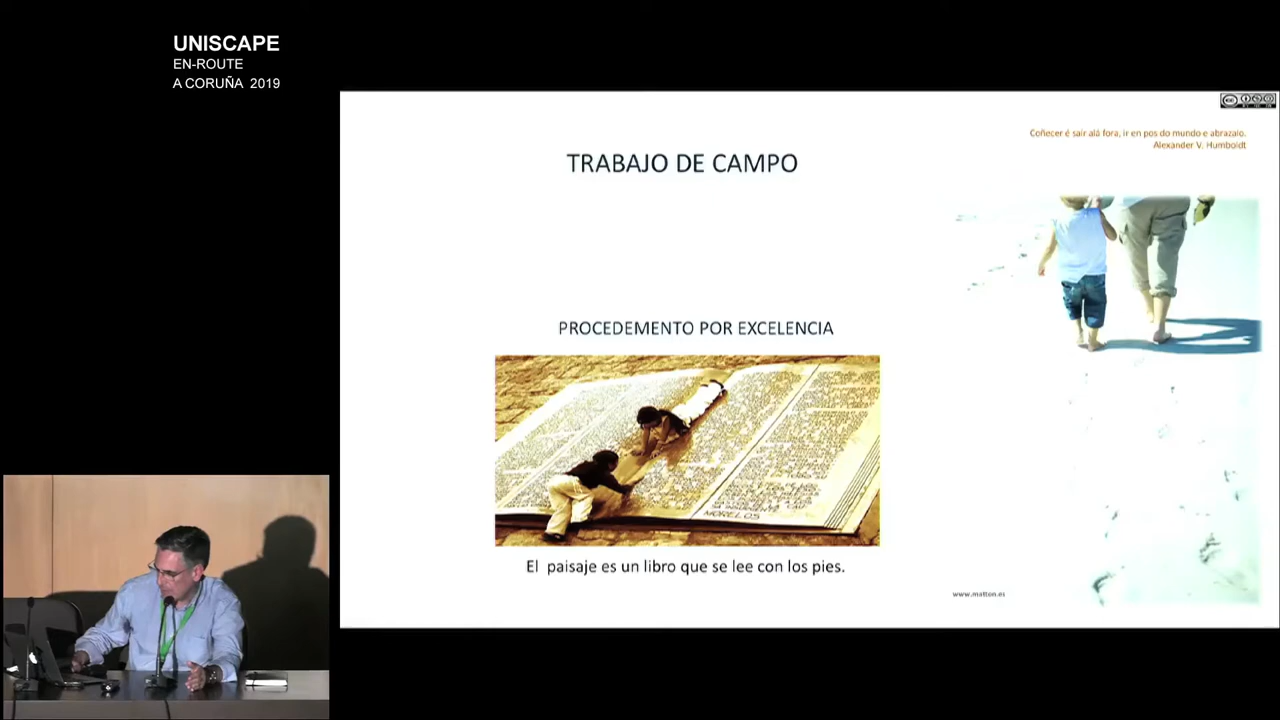 UNISCAPE
EN-ROUTE
A CORUÑA 2019
Coñecer é saír alá fora, ir en pos do mundo e abrazalo.
Alexander V. Humboldt
TRABAJO DE CAMPO
PROCEDEMENTO POR EXCELENCIA
MORELOS
El paisaje es un libro que se lee con los pies.
www.matton.es